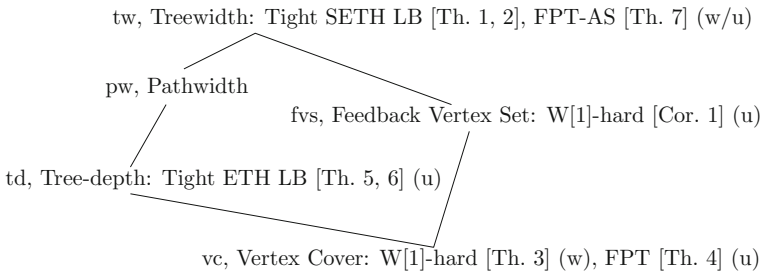 tw, Treewidth: Tight SETH LB [Th. 1, 2], FPT-AS [Th. 7] (w/u)
pw, Pathwidth
fvs, Feedback Vertex Set: W[1]-hard [Cor. 1] (u)
td, Tree-depth: Tight ETH LB [Th. 5, 6] (u)
vc, Vertex Cover: W[1]-hard [Th. 3] (w), FPT [Th. 4] (u)